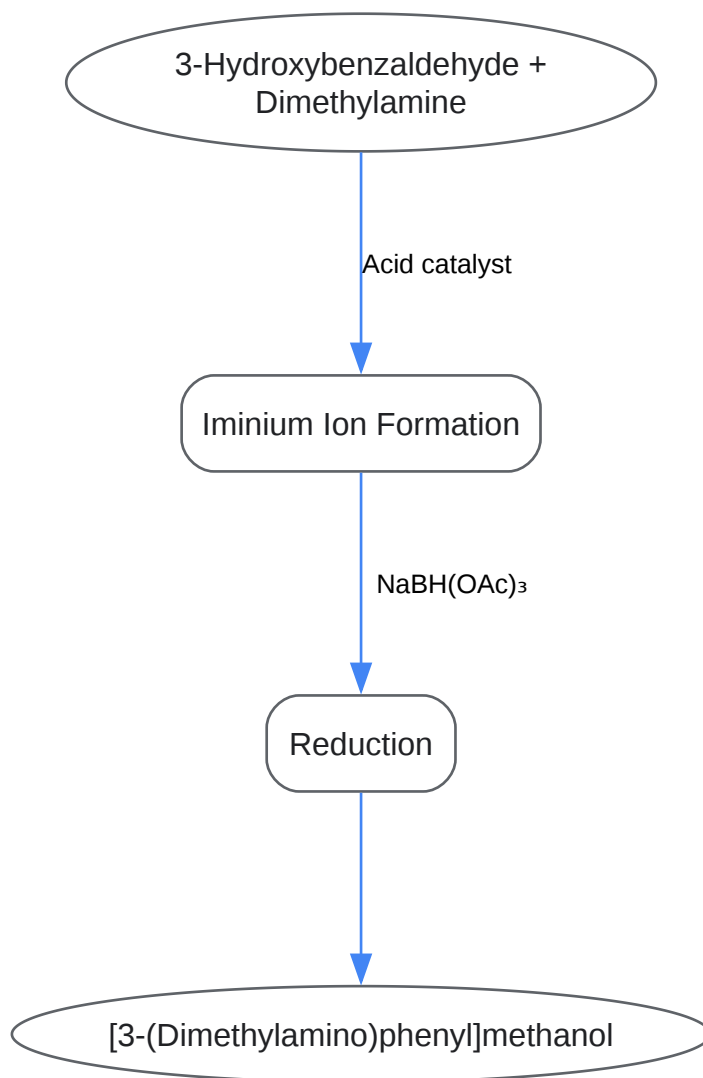 3-Hydroxybenzaldehyde +
Dimethylamine
Acid catalyst
Iminium Ion Formation
NaBH(OAc)₃
Reduction
[3-(Dimethylamino)phenyl]methanol